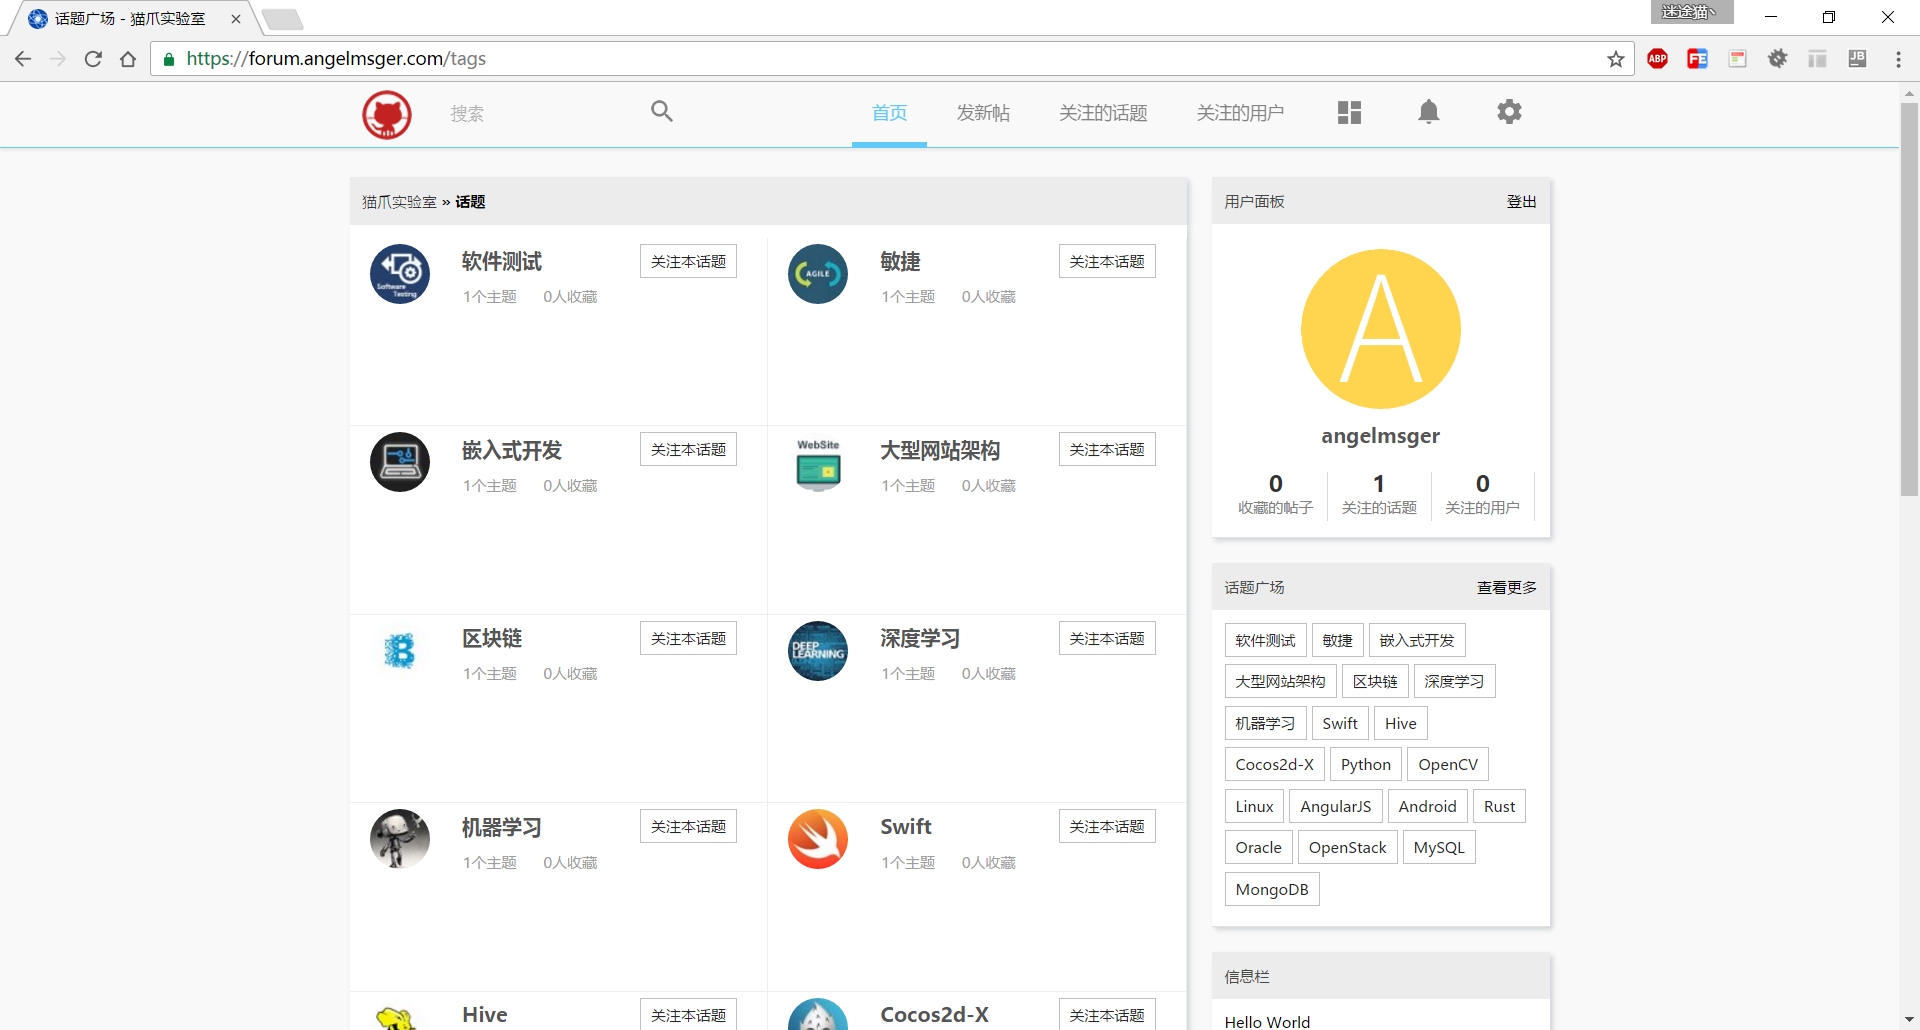 话题广场 - 猫爪实验室
迷途猫丶
https://forum.angelmsger.com/tags
ABP
FE
JB
搜索
首页
发新帖
关注的话题
关注的用户
猫爪实验室 » 话题
Software
Testing
软件测试
关注本话题
1个主题 0人收藏
AGILE
敏捷
关注本话题
1个主题 0人收藏
嵌入式开发
关注本话题
1个主题 0人收藏
WebSite
大型网站架构
关注本话题
1个主题 0人收藏
区块链
关注本话题
1个主题 0人收藏
DEEP
LEARNING
深度学习
关注本话题
1个主题 0人收藏
机器学习
关注本话题
1个主题 0人收藏
Swift
关注本话题
1个主题 0人收藏
Hive
关注本话题
Cocos2d-X
关注本话题
用户面板 登出
A
angelmsger
0 1 0
收藏的帖子 关注的话题 关注的用户
话题广场 查看更多
软件测试 敏捷 嵌入式开发
大型网站架构 区块链 深度学习
机器学习 Swift Hive
Cocos2d-X Python OpenCV
Linux AngularJS Android Rust
Oracle OpenStack MySQL
MongoDB
信息栏
Hello World